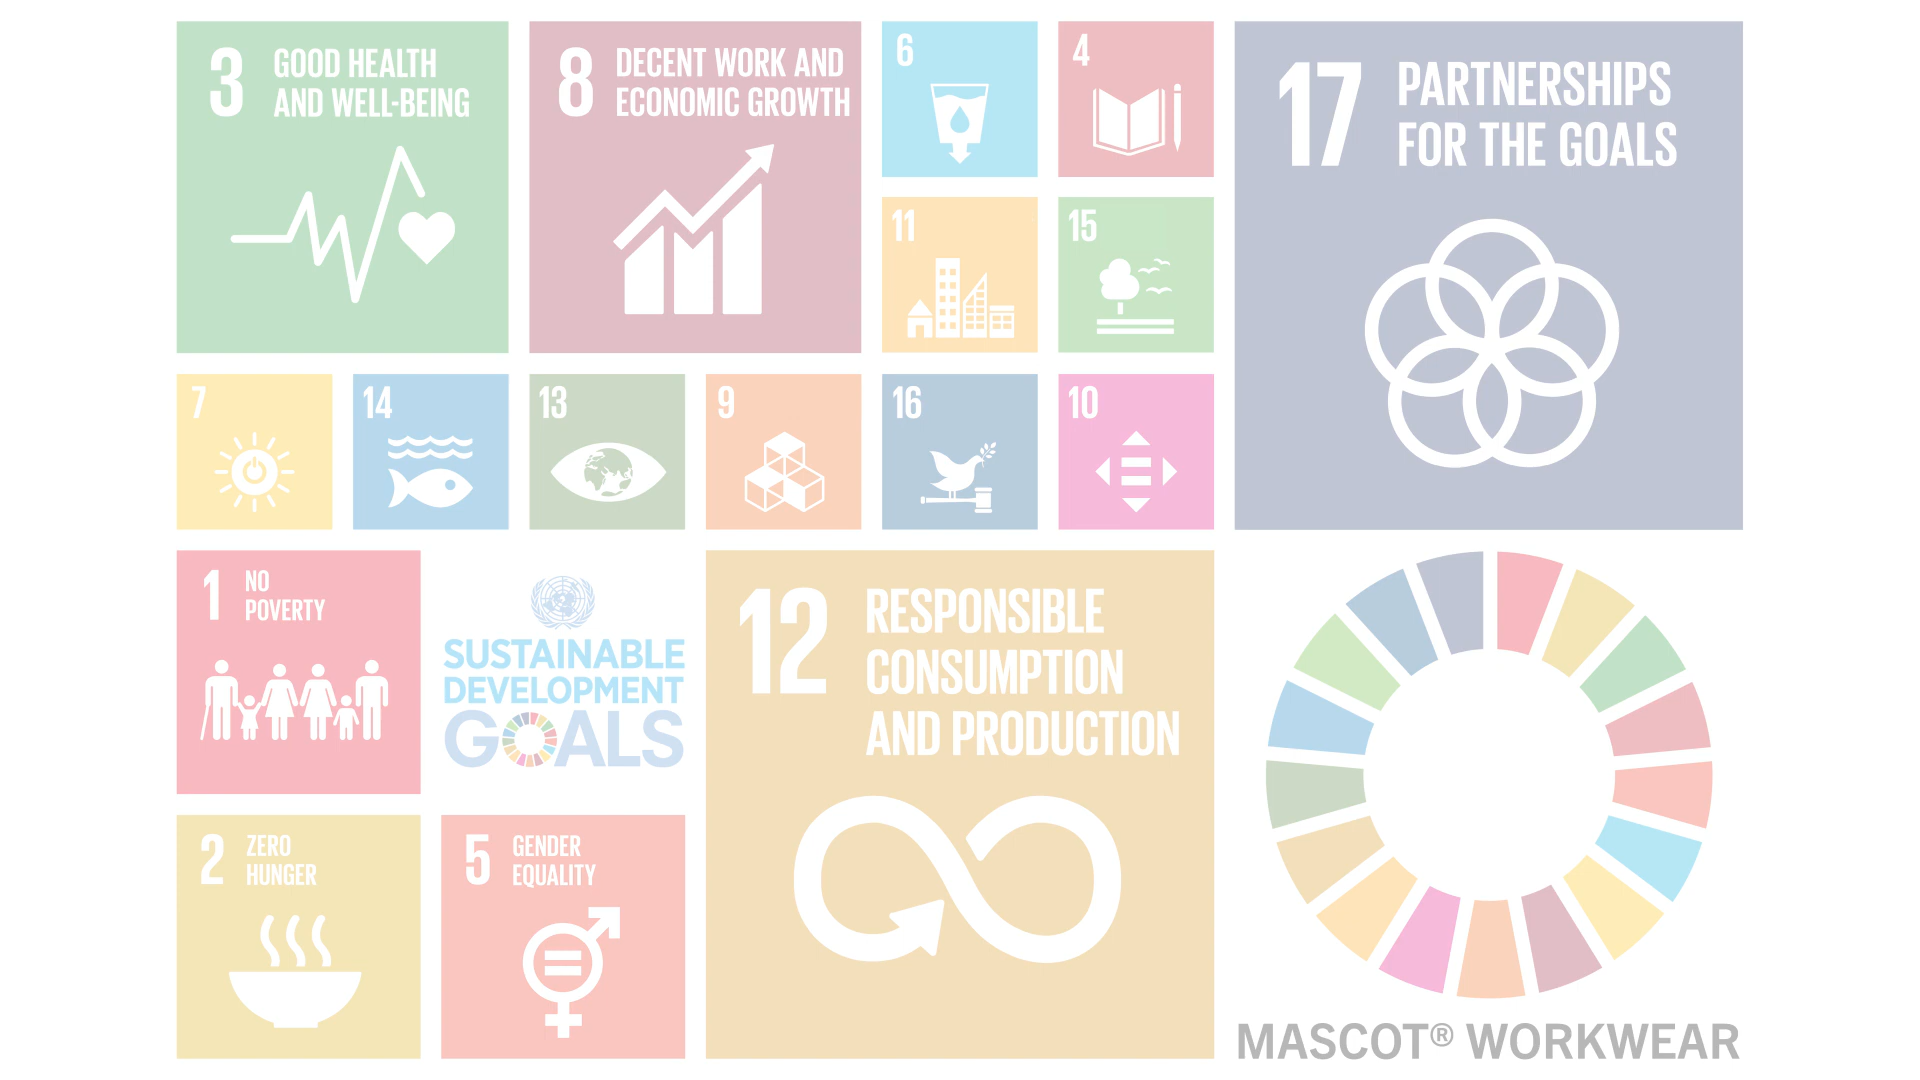 3 GOOD HEALTH
AND WELL-BEING
8 DECENT WORK AND
ECONOMIC GROWTH
6
4
17 PARTNERSHIPS
FOR THE GOALS
11
15
7
14
13
9
16
10
1 NO
POVERTY
SUSTAINABLE
DEVELOPMENT
GOALS
12 RESPONSIBLE
CONSUMPTION
AND PRODUCTION
2 ZERO
HUNGER
5 GENDER
EQUALITY
MASCOT® WORKWEAR